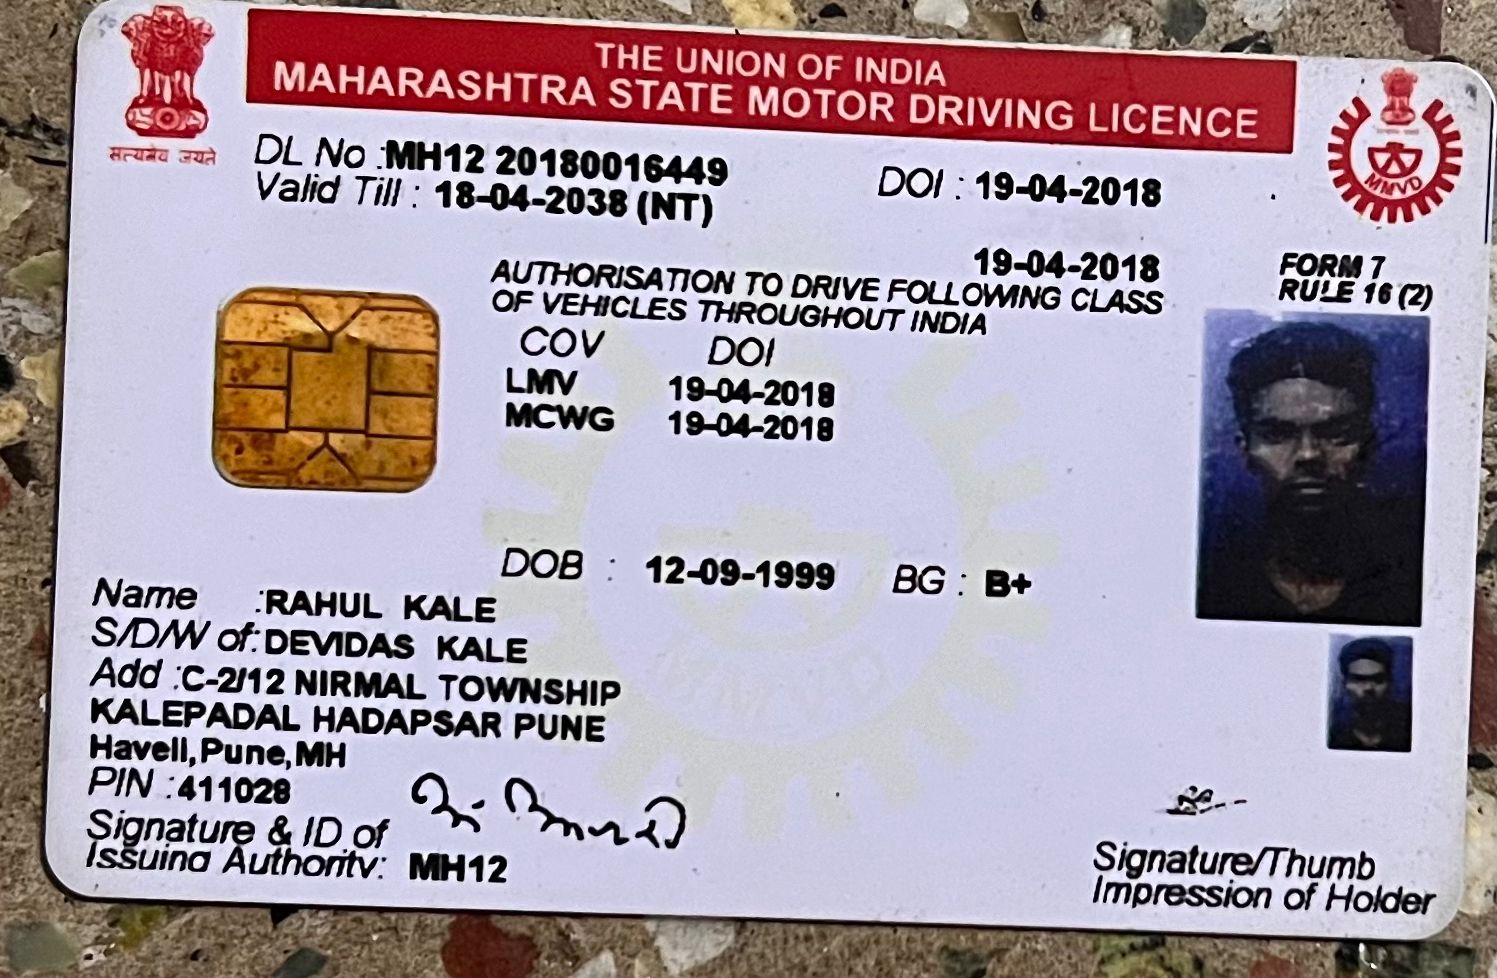 THE UNION OF INDIA
MAHARASHTRA STATE MOTOR DRIVING LICENCE
सत्यमेव जयते
MMVD
DL No :MH12 20180016449
DOI : 19-04-2018
Valid Till : 18-04-2038 (NT)
19-04-2018
FORM 7
RULE 16 (2)
AUTHORISATION TO DRIVE FOLLOWING CLASS
OF VEHICLES THROUGHOUT INDIA
COV DOI
LMV 19-04-2018
MCWG 19-04-2018
DOB : 12-09-1999 BG : B+
Name :RAHUL KALE
S/D/W of:DEVIDAS KALE
Add :C-2/12 NIRMAL TOWNSHIP
KALEPADAL HADAPSAR PUNE
Haveli,Pune,MH
PIN :411028
Signature & ID of
Issuing Authority: MH12
Signature/Thumb
Impression of Holder